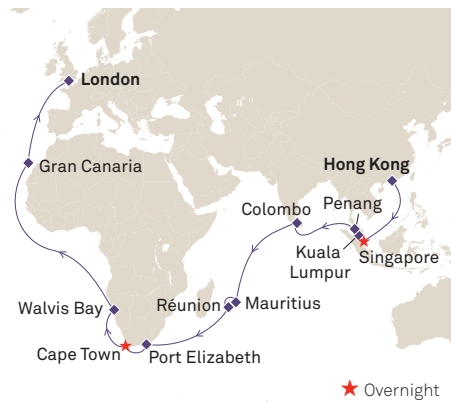 London
Gran Canaria
Hong Kong
Penang
Colombo
Kuala
Lumpur
Singapore
Walvis Bay
Réunion
Mauritius
Cape Town
Port Elizabeth
Overnight